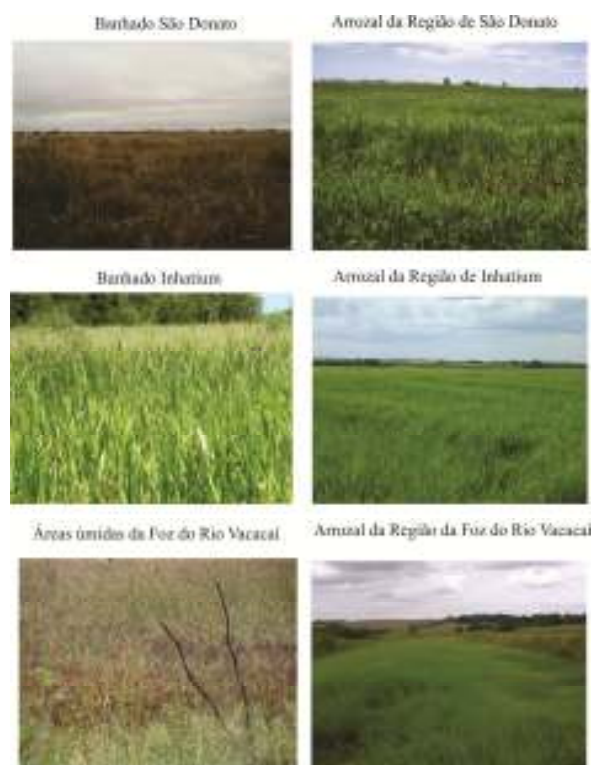 Banhado São Donato
Arrozal da Região de São Donato
Banhado Inhatium
Arrozal da Região de Inhatium
Áreas úmidas da Foz do Rio Vacacaí
Arrozal da Região da Foz do Rio Vacacaí